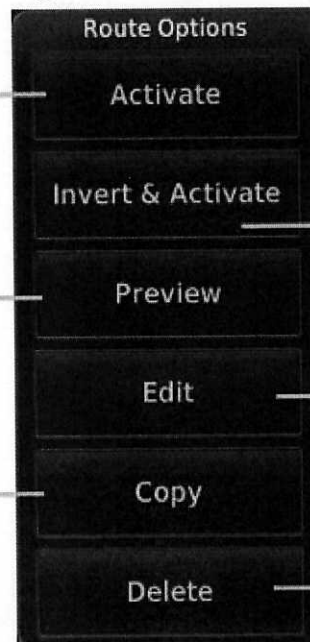 Route Options
Activate
Invert & Activate
Preview
Edit
Copy
Delete